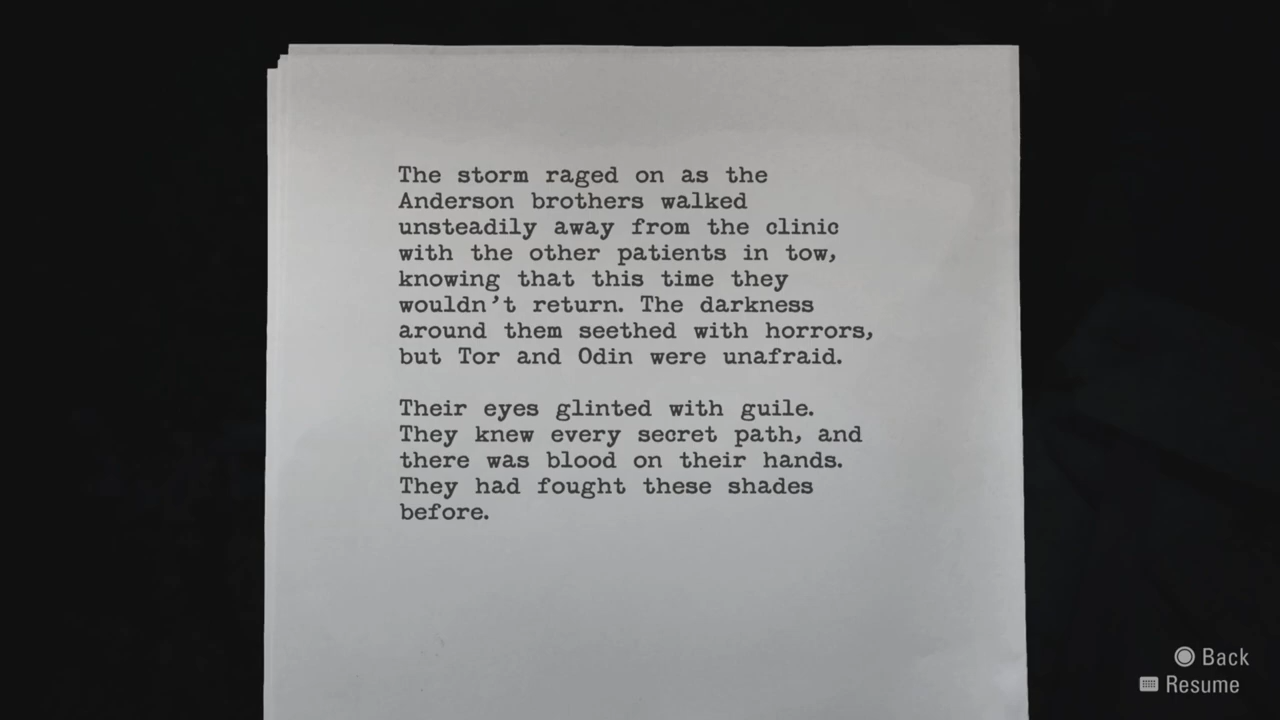 The storm raged on as the
Anderson brothers walked
unsteadily away from the clinic
with the other patients in tow,
knowing that this time they
wouldn't return. The darkness
around them seethed with horrors,
but Tor and Odin were unafraid.
Their eyes glinted with guile.
They knew every secret path, and
there was blood on their hands.
They had fought these shades
before.
Back
Resume